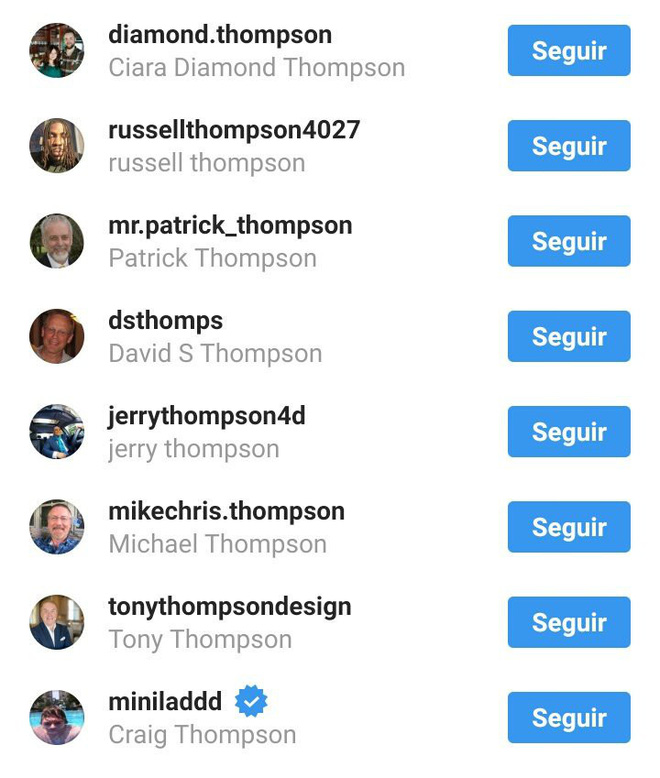 diamond.thompson
Ciara Diamond Thompson
Seguir
russellthompson4027
russell thompson
Seguir
mr.patrick_thompson
Patrick Thompson
Seguir
dsthomps
David S Thompson
Seguir
jerrythompson4d
jerry thompson
Seguir
mikechris.thompson
Michael Thompson
Seguir
tonythompsondesign
Tony Thompson
Seguir
miniladdd
Craig Thompson
Seguir